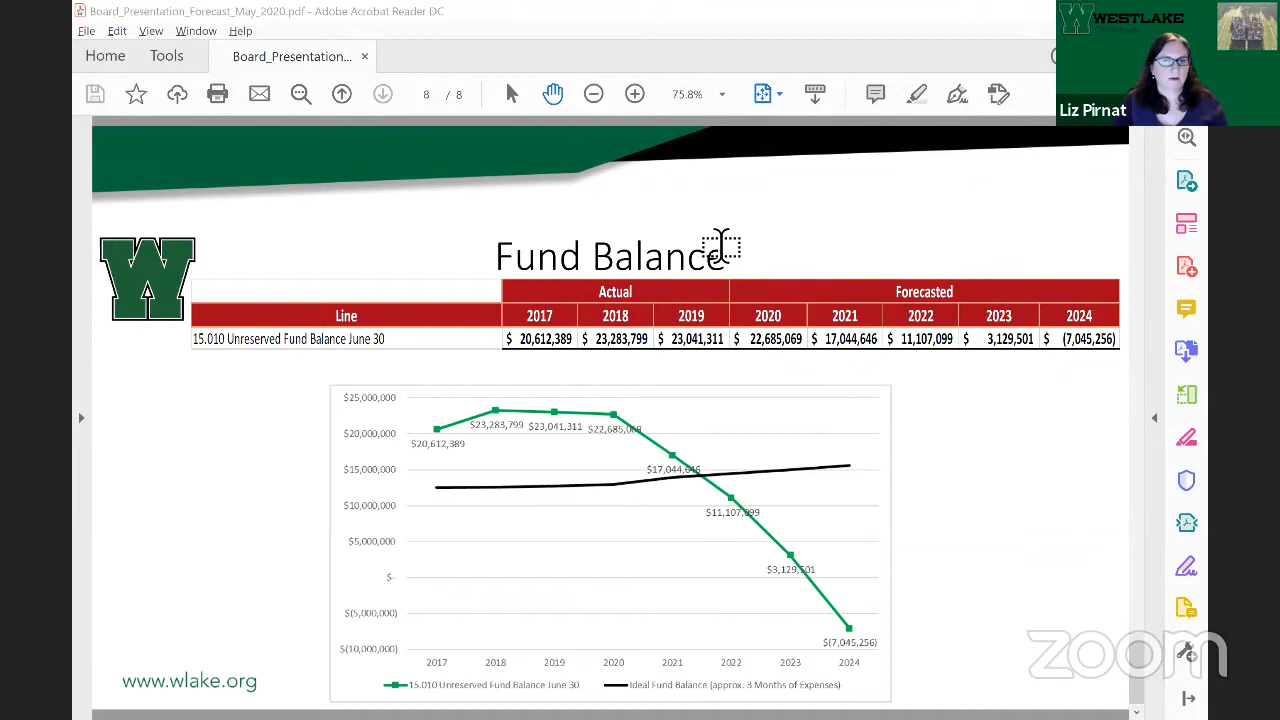 Board_Presentation_Forecast_May_2020.pdf - Adobe Acrobat Reader DC
File Edit View Window Help
Home Tools Board_Presentation... ×
8 / 8 75.8%
W WESTLAKE
Liz Pirnat
W
Fund Balance
Actual Forecasted
Line 2017 2018 2019 2020 2021 2022 2023 2024
15.010 Unreserved Fund Balance June 30 $ 20,612,389 $ 23,283,799 $ 23,041,311 $ 22,685,069 $ 17,044,646 $ 11,107,099 $ 3,129,501 $ (7,045,256)
$25,000,000
$20,000,000
$15,000,000
$10,000,000
$5,000,000
$-
$(5,000,000)
$(10,000,000)
$20,612,389
$23,283,799
$23,041,311
$22,685,069
$17,044,646
$11,107,099
$3,129,501
$(7,045,256)
2017 2018 2019 2020 2021 2022 2023 2024
15.010 Unreserved Fund Balance June 30 Ideal Fund Balance (approx. 3 Months of Expenses)
www.wlake.org
zoom